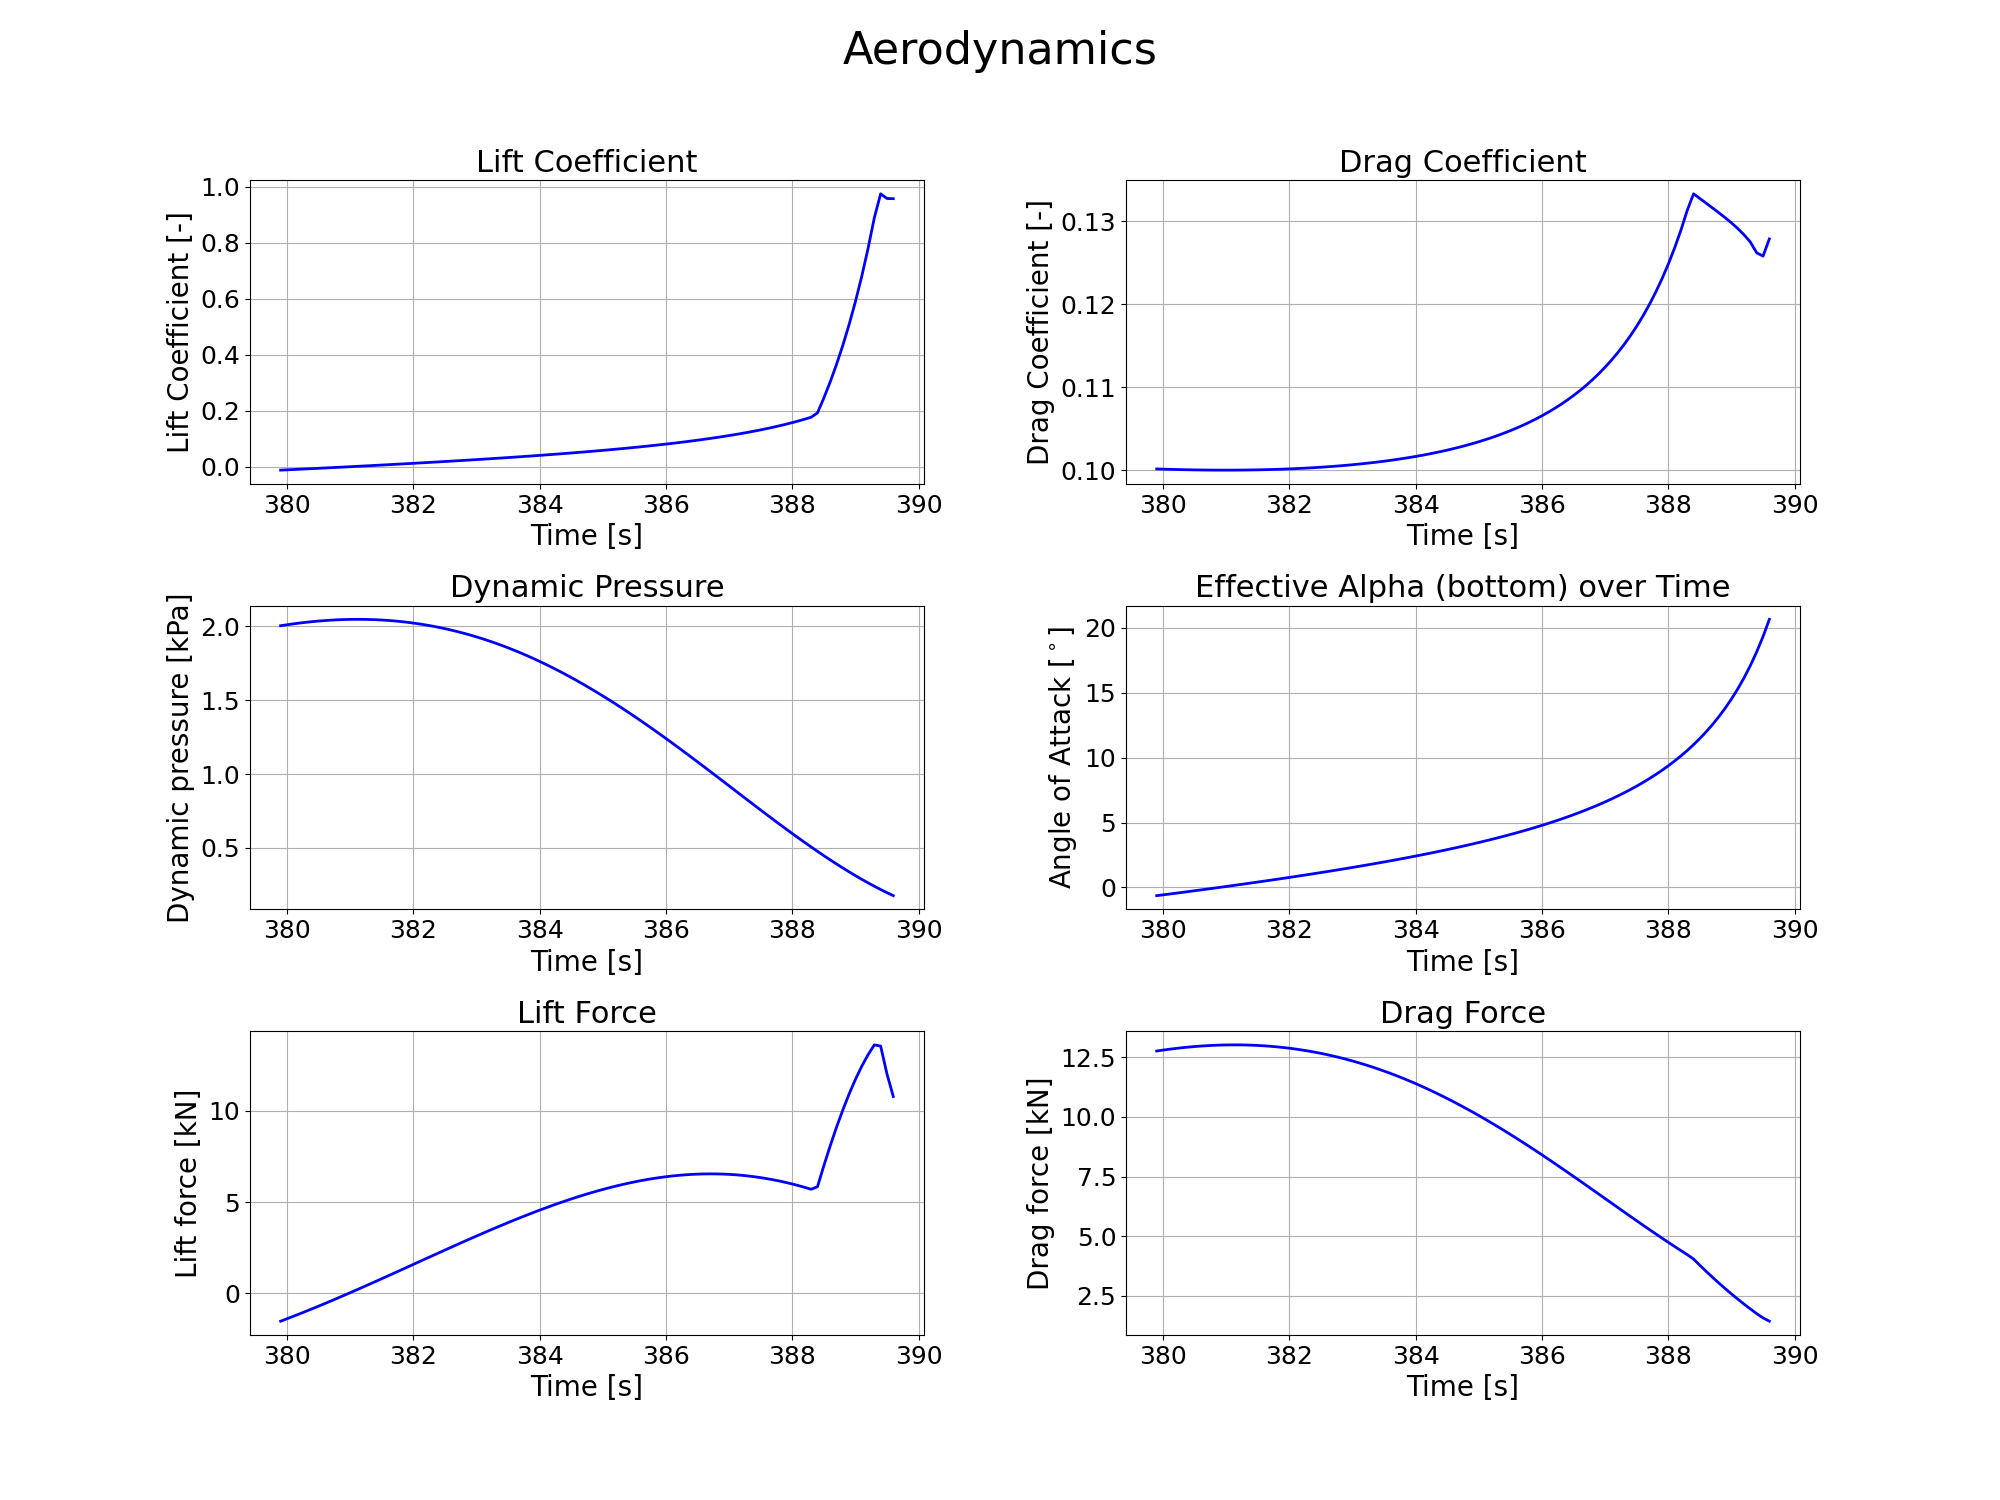 Aerodynamics
Lift Coefficient
Lift Coefficient [-]
1.0
0.8
0.6
0.4
0.2
0.0
380 382 384 386 388 390
Time [s]
Drag Coefficient
Drag Coefficient [-]
0.13
0.12
0.11
0.10
380 382 384 386 388 390
Time [s]
Dynamic Pressure
Dynamic pressure [kPa]
2.0
1.5
1.0
0.5
380 382 384 386 388 390
Time [s]
Effective Alpha (bottom) over Time
Angle of Attack [°]
20
15
10
5
0
380 382 384 386 388 390
Time [s]
Lift Force
Lift force [kN]
10
5
0
380 382 384 386 388 390
Time [s]
Drag Force
Drag force [kN]
12.5
10.0
7.5
5.0
2.5
380 382 384 386 388 390
Time [s]